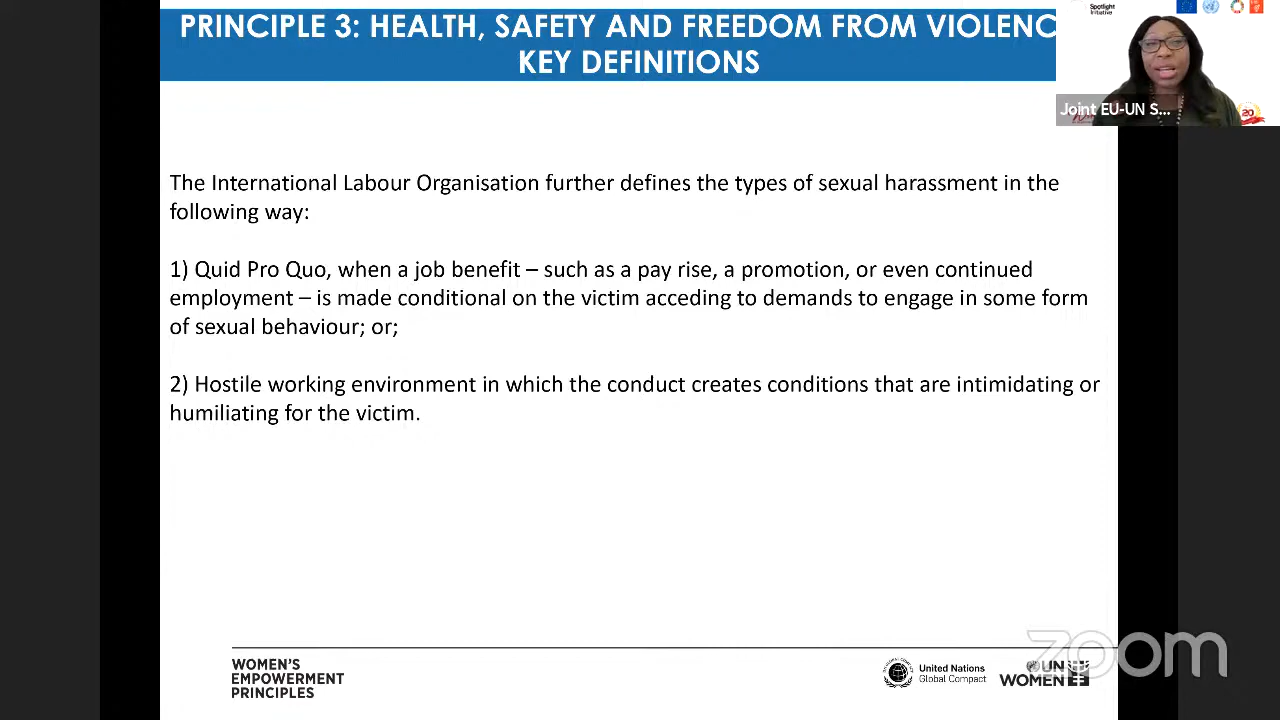 PRINCIPLE 3: HEALTH, SAFETY AND FREEDOM FROM VIOLENC
KEY DEFINITIONS
Spotlight
Initiative
Joint EU-UN S...
20
The International Labour Organisation further defines the types of sexual harassment in the
following way:
1) Quid Pro Quo, when a job benefit – such as a pay rise, a promotion, or even continued
employment – is made conditional on the victim acceding to demands to engage in some form
of sexual behaviour; or;
2) Hostile working environment in which the conduct creates conditions that are intimidating or
humiliating for the victim.
WOMEN'S
EMPOWERMENT
PRINCIPLES
United Nations
Global Compact
UN
WOMEN
zoom